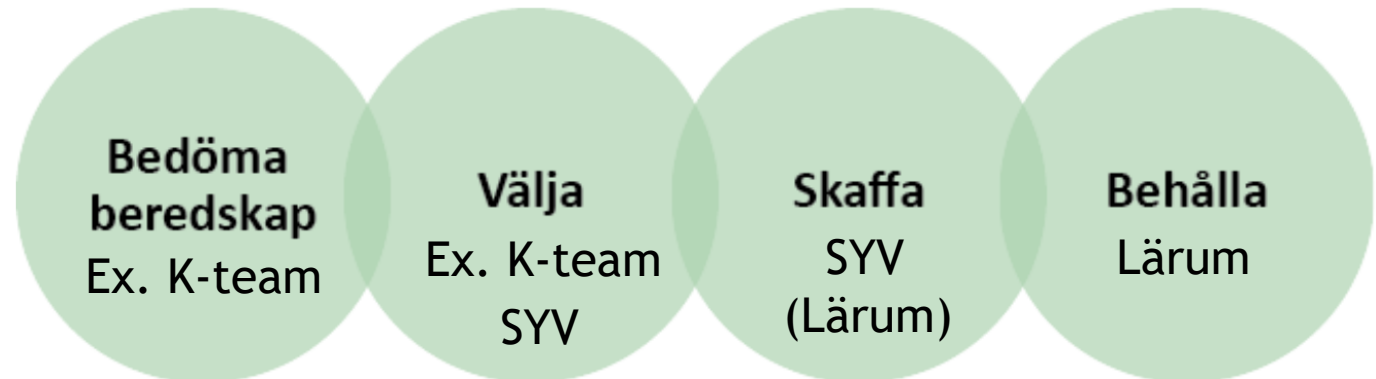 Bedöma
beredskap
Ex. K-team
Välja
Ex. K-team
SYV
Skaffa
SYV
(Lärum)
Behålla
Lärum